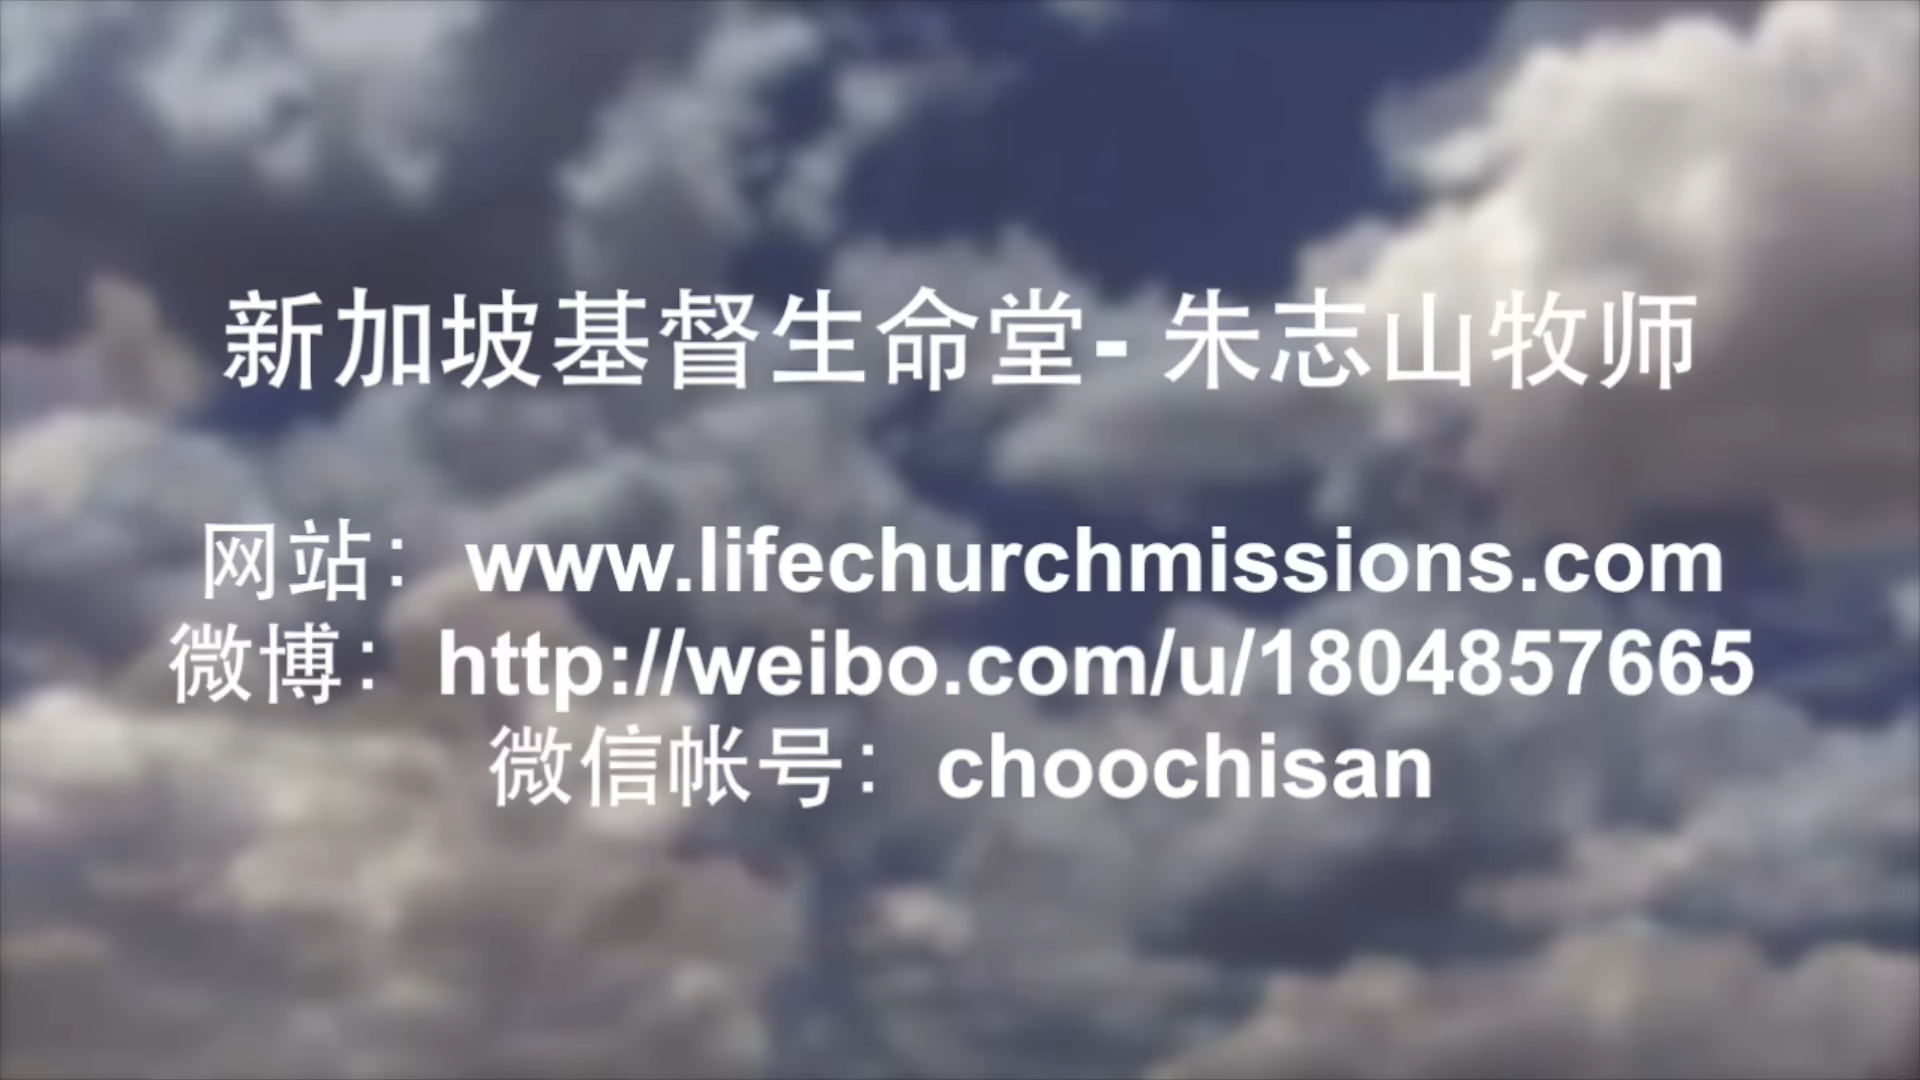 新加坡基督生命堂- 朱志山牧师
网站：www.lifechurchmissions.com
微博：http://weibo.com/u/1804857665
微信帐号：choochisan